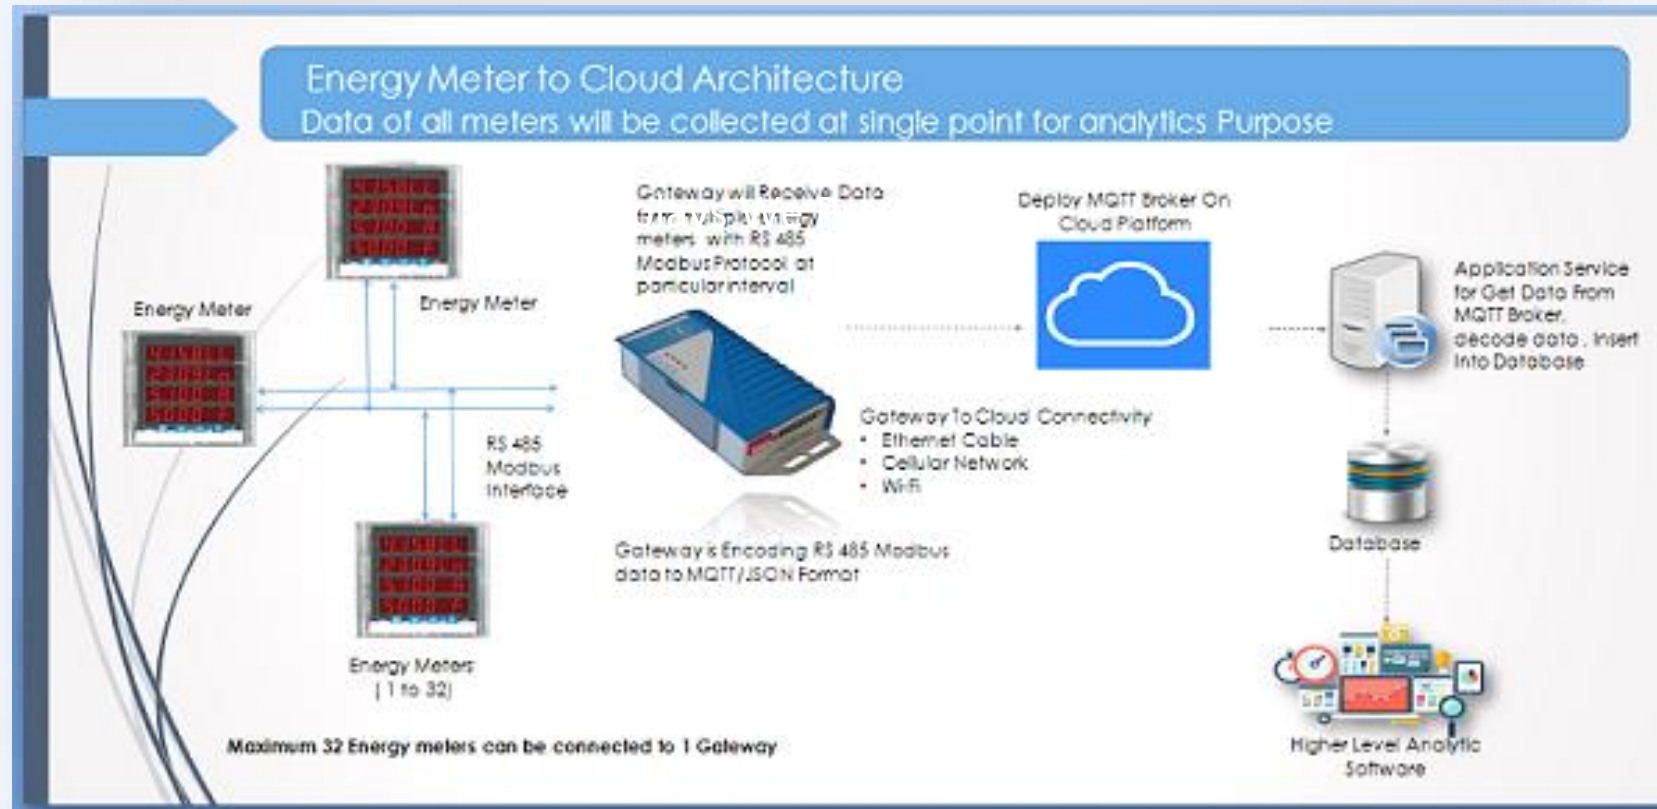 Energy Meter to Cloud Architecture
Data of all meters will be collected at single point for analytics Purpose
Gateway will Receive Data
energy
meters with RS 485
Modbus Protocol at
particular interval
Deploy MQTT Broker On
Cloud Platform
Application Service
for Get Data From
MQTT Broker,
decode data , Insert
Into Database
Energy Meter
Energy Meter
RS 485
Modbus
Interface
Gateway To Cloud Connectivity
• Ethernet Cable
• Cellular Network
• Wi-Fi
Gateway is Encoding RS 485 Modbus
data to MQTT/JSON Format
Database
Energy Meters
( 1 to 32)
Maximum 32 Energy meters can be connected to 1 Gateway
Higher Level Analytic
Software